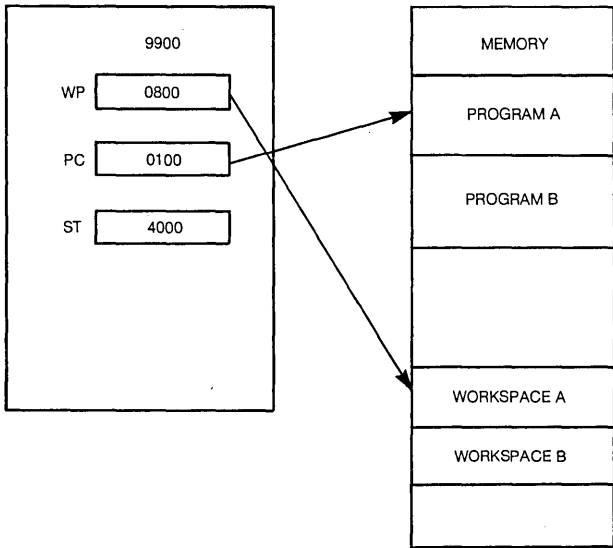 9900
WP 0800
PC 0100
ST 4000
MEMORY
PROGRAM A
PROGRAM B
WORKSPACE A
WORKSPACE B